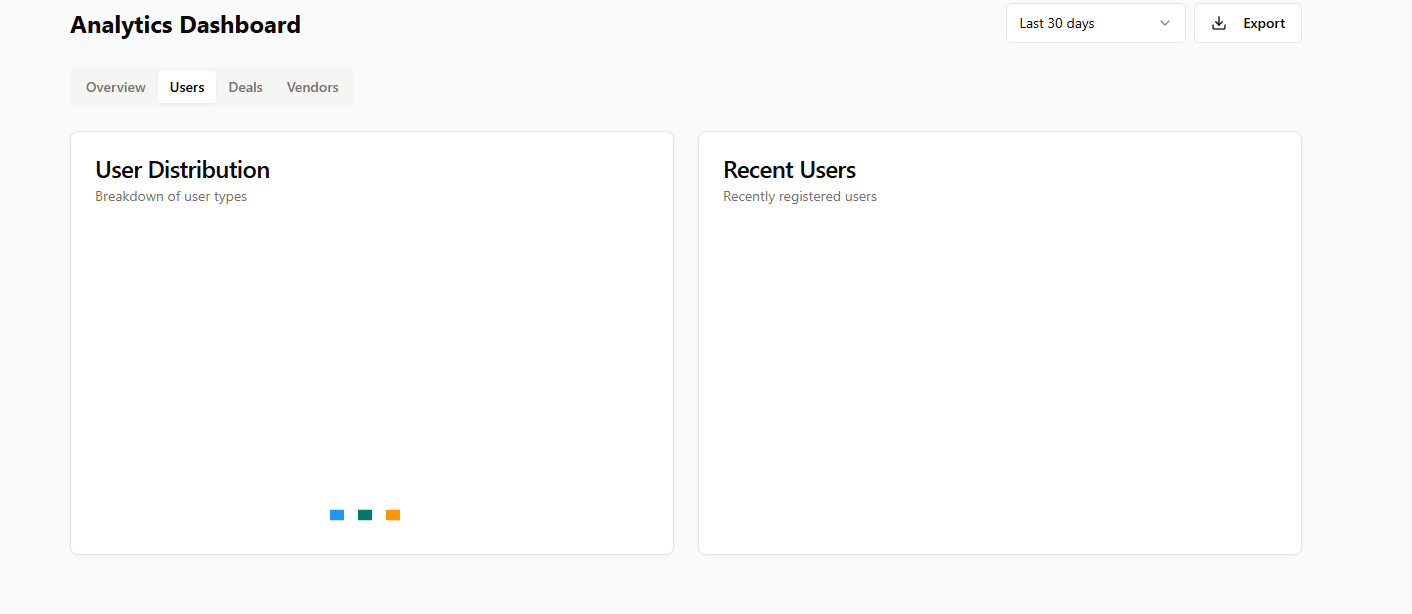 Analytics Dashboard
Last 30 days
Export
Overview
Users
Deals
Vendors
User Distribution
Breakdown of user types
Recent Users
Recently registered users